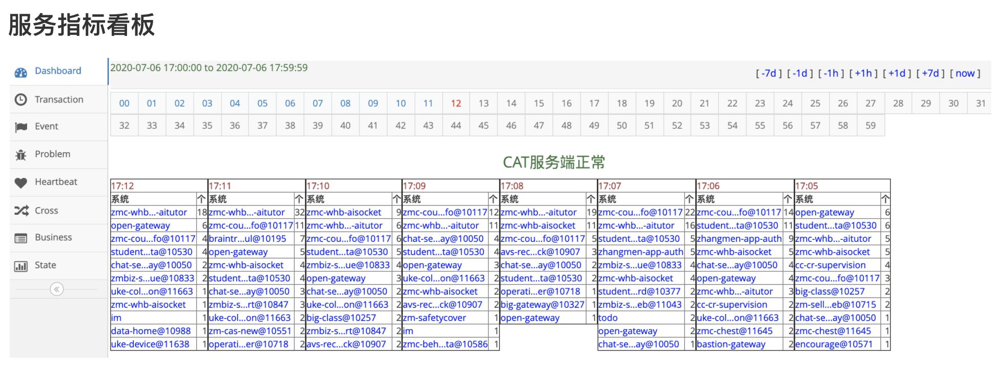 服务指标看板
Dashboard
Transaction
Event
Problem
Heartbeat
Cross
Business
State
2020-07-06 17:00:00 to 2020-07-06 17:59:59
[ -7d ] [ -1d ] [ -1h ] [ +1h ] [ +1d ] [ +7d ] [ now ]
00 01 02 03 04 05 06 07 08 09 10 11 12 13 14 15 16 17 18 19 20 21 22 23 24 25 26 27 28 29 30 31
32 33 34 35 36 37 38 39 40 41 42 43 44 45 46 47 48 49 50 51 52 53 54 55 56 57 58 59
CAT服务端正常
17:12 17:11 17:10 17:09 17:08 17:07 17:06 17:05
系统 个 系统 个 系统 个 系统 个 系统 个 系统 个 系统 个 系统 个
zmc-whb...-aitutor 18 zmc-whb...-aitutor 32 zmc-whb-aisocket 9 zmc-cou...fo@10117 12 zmc-whb...-aitutor 19 zmc-cou...fo@10117 22 zmc-cou...fo@10117 14 open-gateway 6
open-gateway 6 zmc-cou...fo@10117 11 zmc-whb...-aitutor 6 zmc-whb...-aitutor 11 zmc-whb-aisocket 11 zmc-whb...-aitutor 16 student...ta@10530 11 student...ta@10530 6
zmc-cou...fo@10117 4 braintr...ul@10195 7 zmc-cou...fo@10117 6 chat-se...ay@10050 4 zmc-cou...fo@10117 5 student...ta@10530 5 zhangmen-app-auth 9 zmc-whb...-aitutor 5
student...ta@10530 4 open-gateway 5 student...ta@10530 5 student...ta@10530 4 avs-rec...ck@10907 3 zhangmen-app-auth 5 zmc-whb-aisocket 5 zmc-whb-aisocket 5
chat-se...ay@10050 2 zmc-whb-aisocket 4 zmbiz-s...ue@10833 4 open-gateway 3 chat-se...ay@10050 2 zmbiz-s...ue@10833 4 chat-se...ay@10050 4 cc-cr-supervision 4
zmbiz-s...ue@10833 2 student...ta@10530 4 open-gateway 3 uke-col...on@11663 2 student...ta@10530 2 zmc-whb-aisocket 4 open-gateway 4 zmc-cou...fo@10117 3
uke-col...on@11663 1 chat-se...ay@10050 3 chat-se...ay@10050 2 zmc-whb-aisocket 2 operati...er@10718 1 student...rd@10377 2 zmc-whb...-aitutor 3 big-class@10257 2
zmc-whb-aisocket 1 zmbiz-s...rt@10847 3 uke-col...on@11663 2 avs-rec...ck@10907 2 big-gateway@10327 1 zmbiz-s...eb@11043 2 cc-cr-supervision 2 zm-sell...eb@10715 2
im 1 uke-col...on@11663 2 big-class@10257 2 zm-safetycover 1 open-gateway 1 todo 2 uke-col...on@11663 2 chat-se...ay@10050 1
data-home@10988 1 zm-cas-new@10551 2 zmbiz-s...rt@10847 2 im 1 open-gateway 2 zmc-chest@11645 2 zmc-chest@11645 1
uke-device@11638 1 operati...er@10718 2 avs-rec...ck@10907 2 zmc-beh...ta@10586 1 chat-se...ay@10050 1 bastion-gateway 2 encourage@10571 1